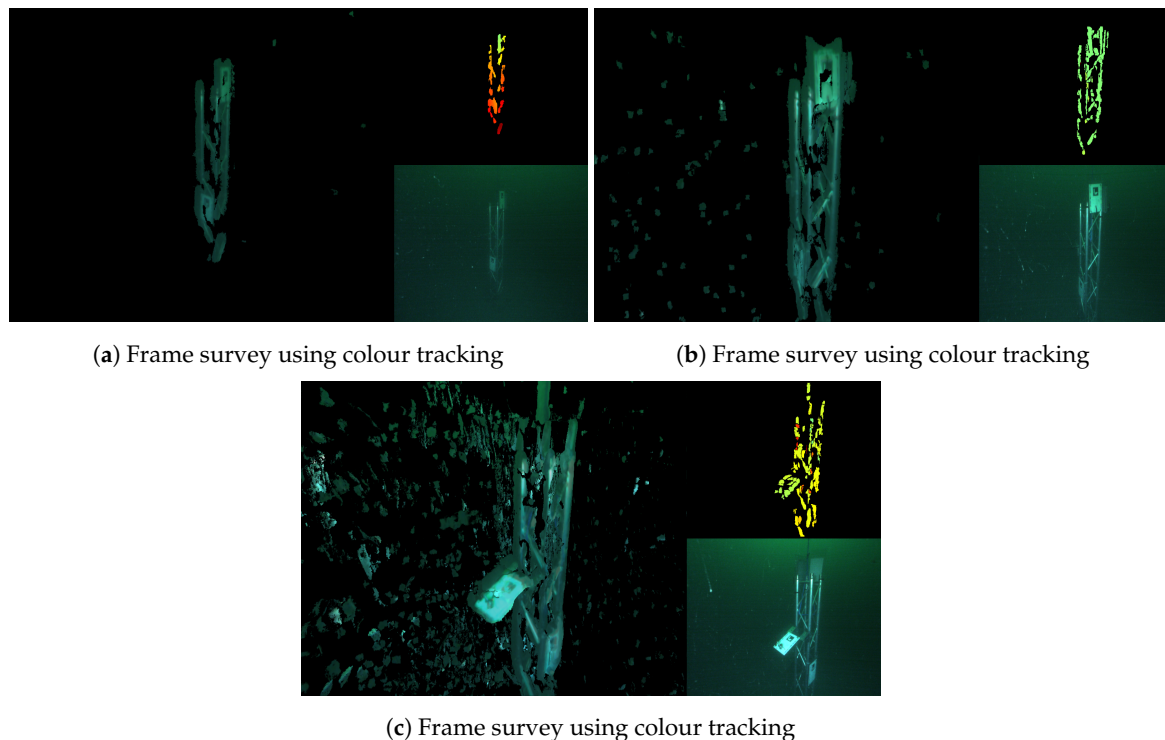 (a) Frame survey using colour tracking
(b) Frame survey using colour tracking
(c) Frame survey using colour tracking